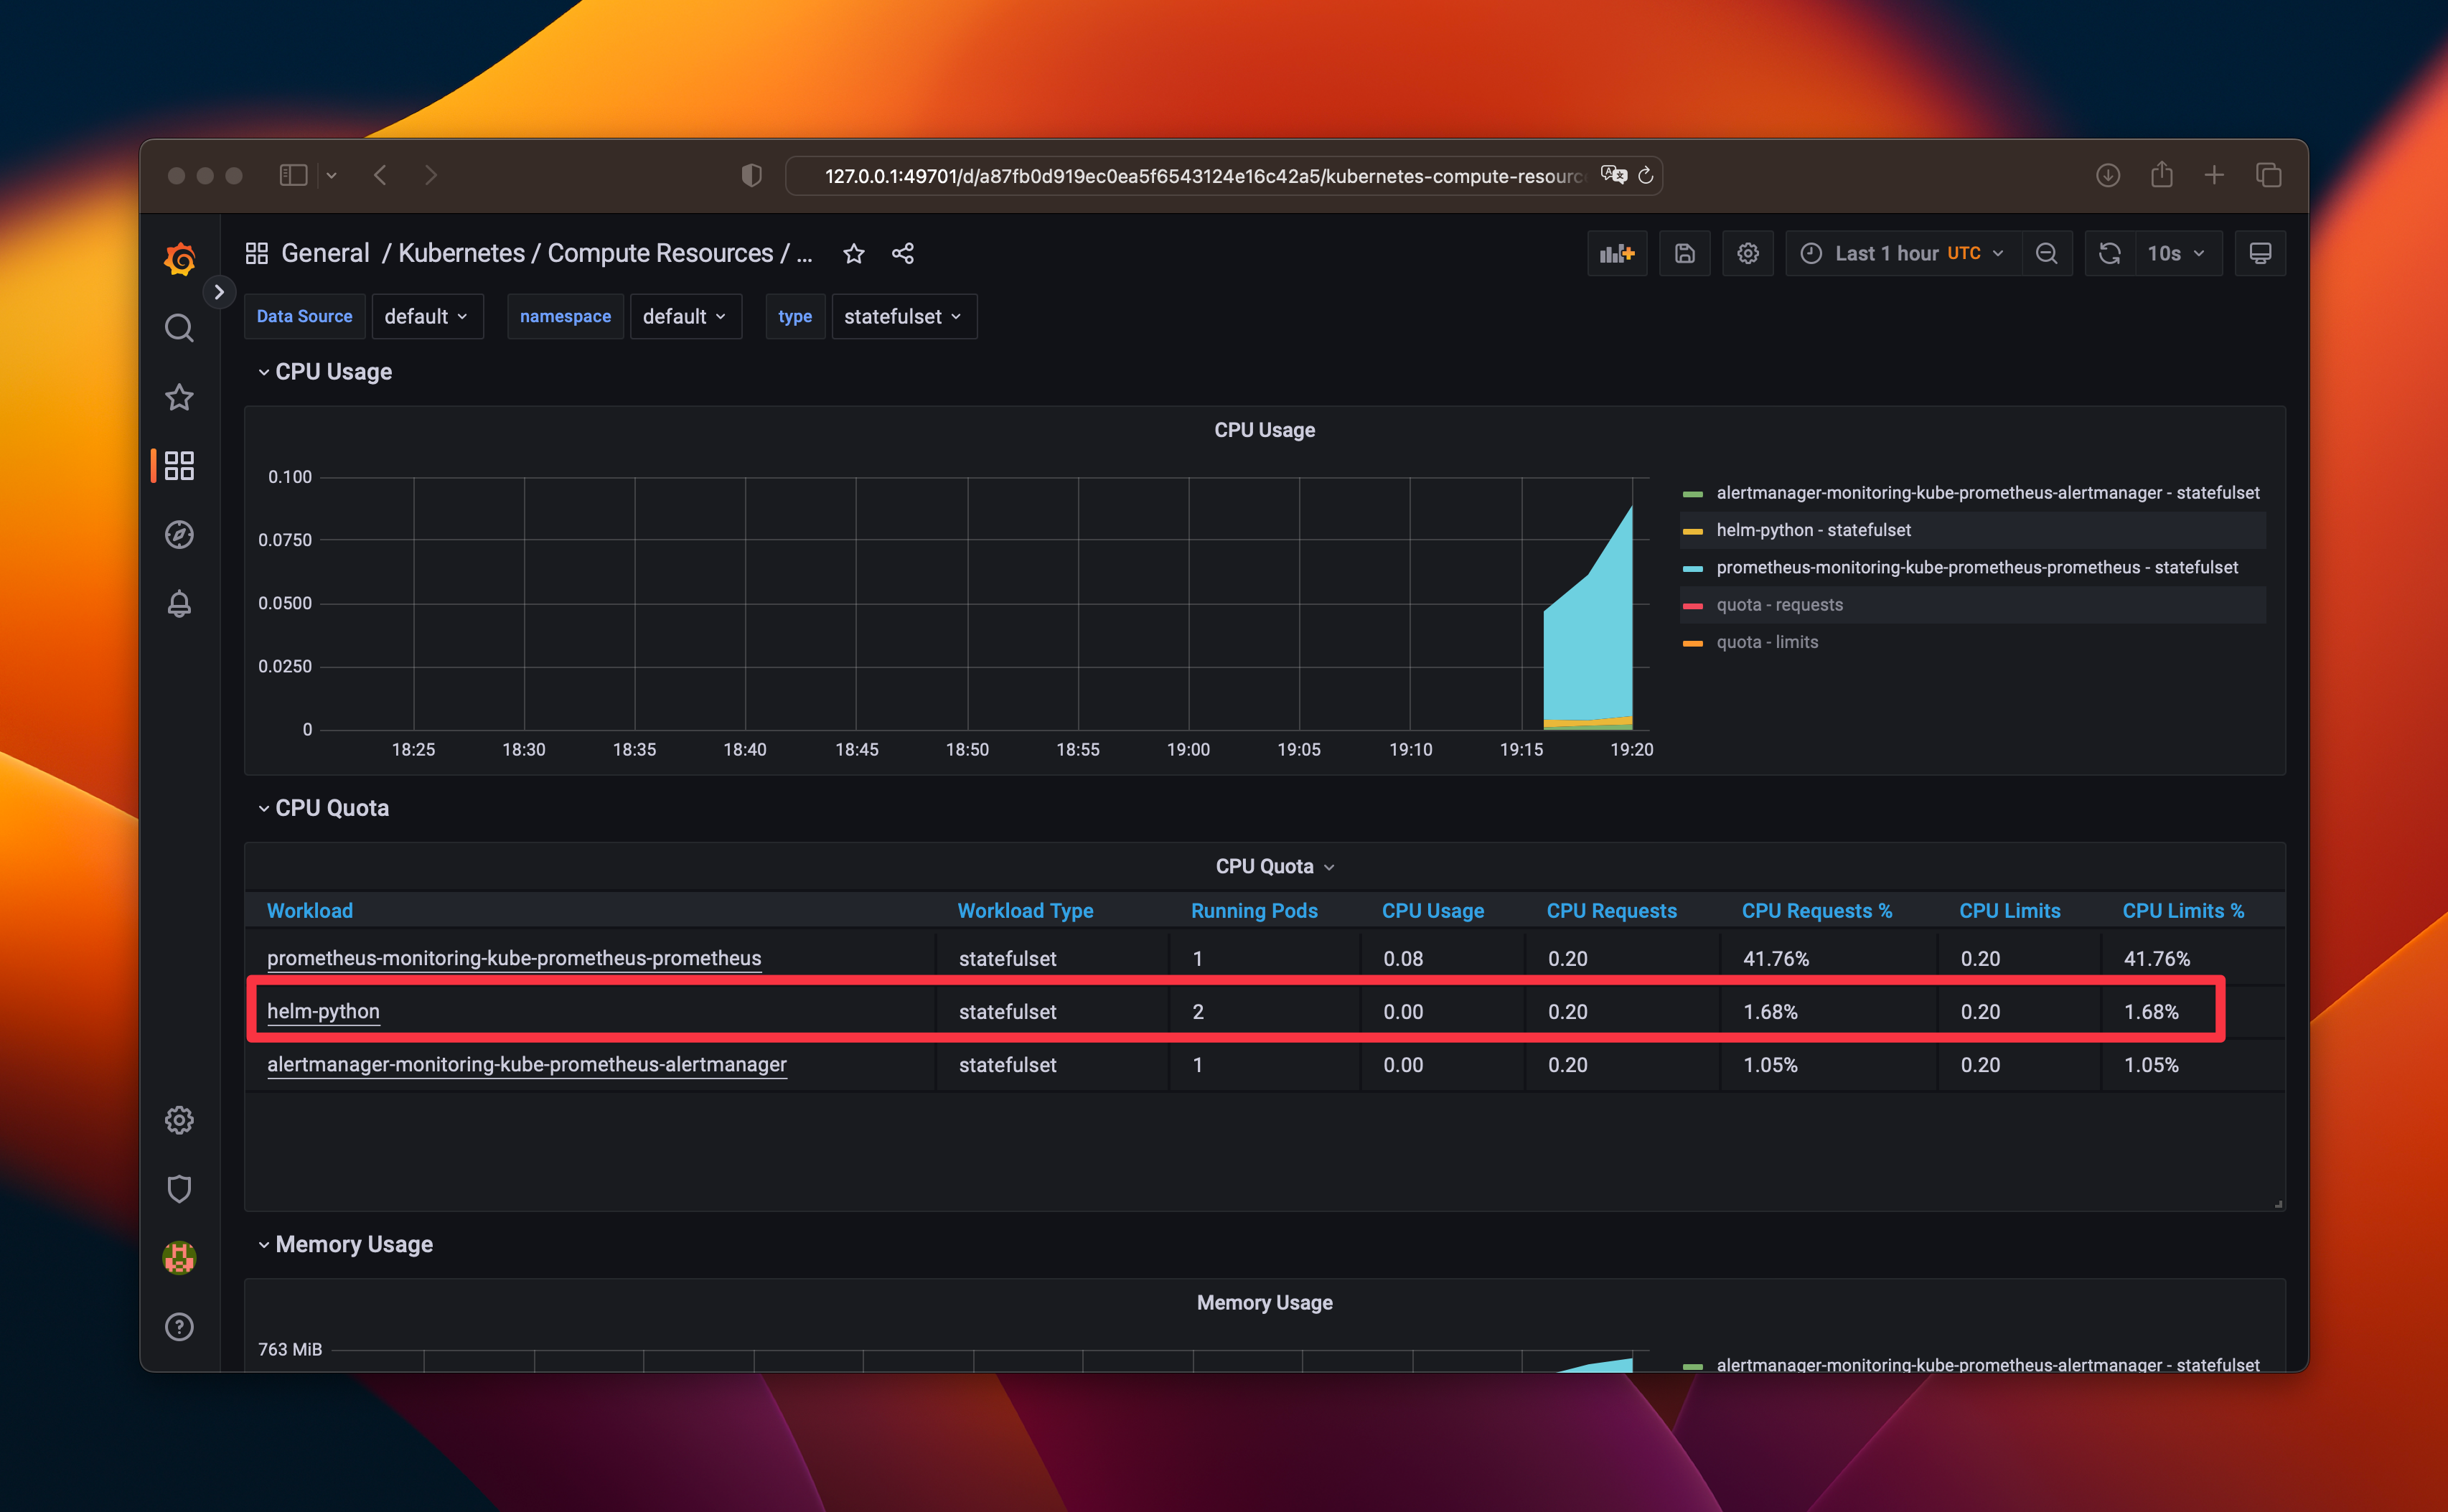 127.0.0.1:49701/d/a87fb0d919ec0ea5f6543124e16c42a5/kubernetes-compute-resourc
General / Kubernetes / Compute Resources / ...
Last 1 hour UTC
10s
Data Source default namespace default type statefulset
CPU Usage
CPU Usage
0.100
0.0750
0.0500
0.0250
0
18:25 18:30 18:35 18:40 18:45 18:50 18:55 19:00 19:05 19:10 19:15 19:20
alertmanager-monitoring-kube-prometheus-alertmanager - statefulset
helm-python - statefulset
prometheus-monitoring-kube-prometheus-prometheus - statefulset
quota - requests
quota - limits
CPU Quota
CPU Quota
Workload Workload Type Running Pods CPU Usage CPU Requests CPU Requests % CPU Limits CPU Limits %
prometheus-monitoring-kube-prometheus-prometheus statefulset 1 0.08 0.20 41.76% 0.20 41.76%
helm-python statefulset 2 0.00 0.20 1.68% 0.20 1.68%
alertmanager-monitoring-kube-prometheus-alertmanager statefulset 1 0.00 0.20 1.05% 0.20 1.05%
Memory Usage
Memory Usage
763 MiB
alertmanager-monitoring-kube-prometheus-alertmanager - statefulset